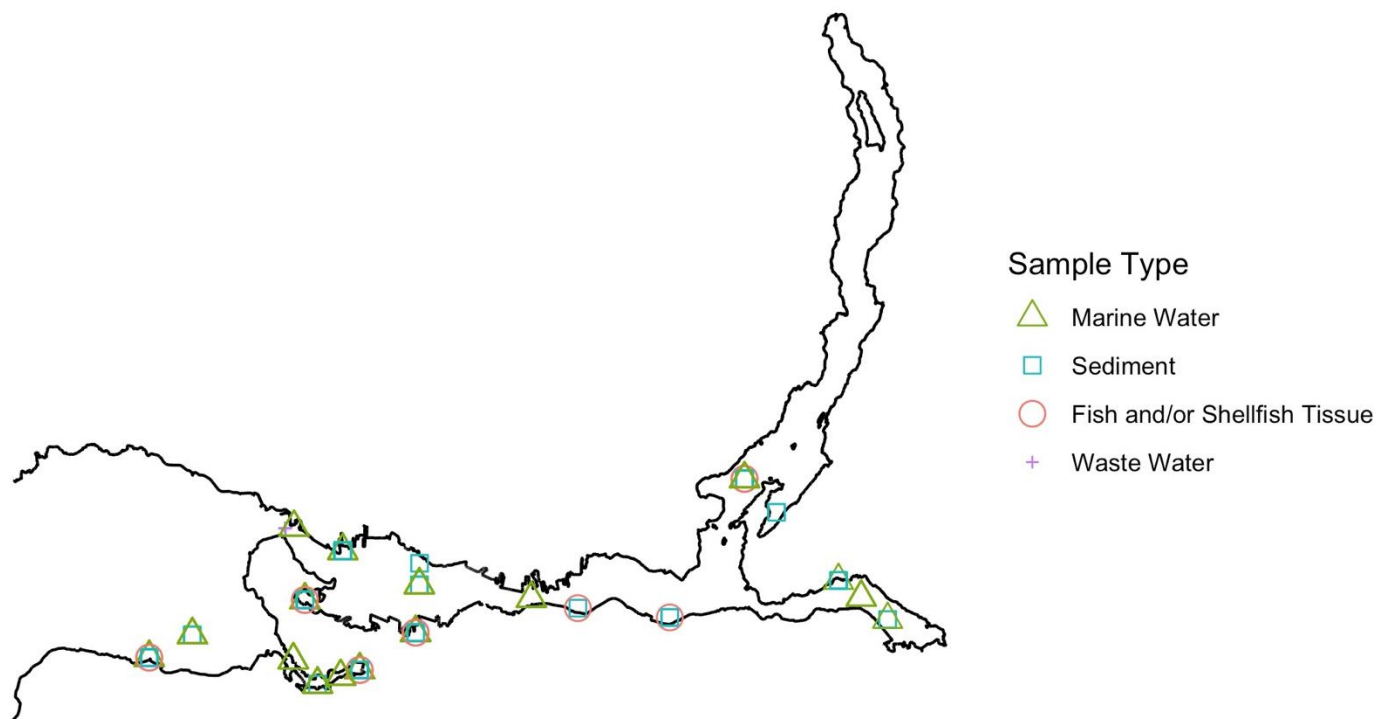 Sample Type
Marine Water
Sediment
Fish and/or Shellfish Tissue
Waste Water